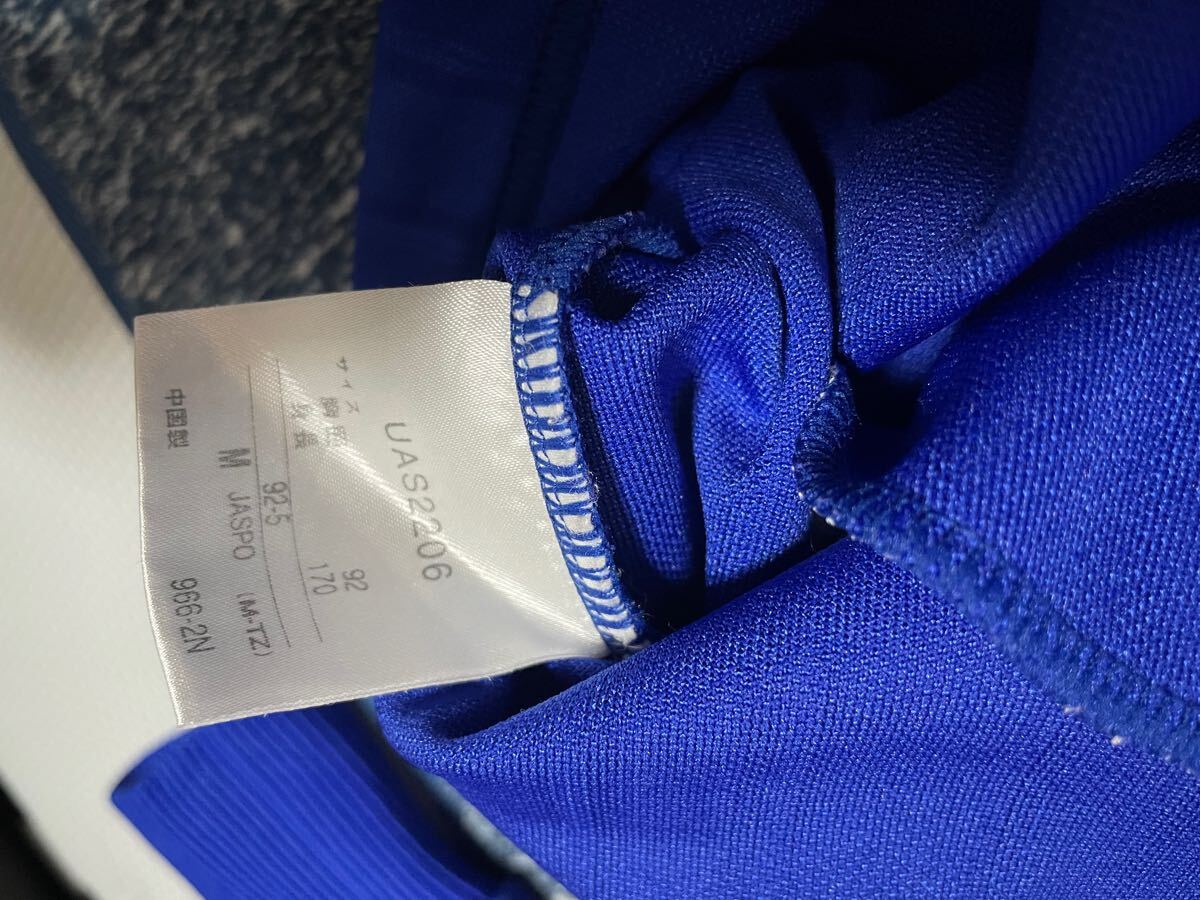 UAS2206
サイズ
胸囲 92
身長 170
92-5
M JASPO (M-TZ)
中国製 966-2N